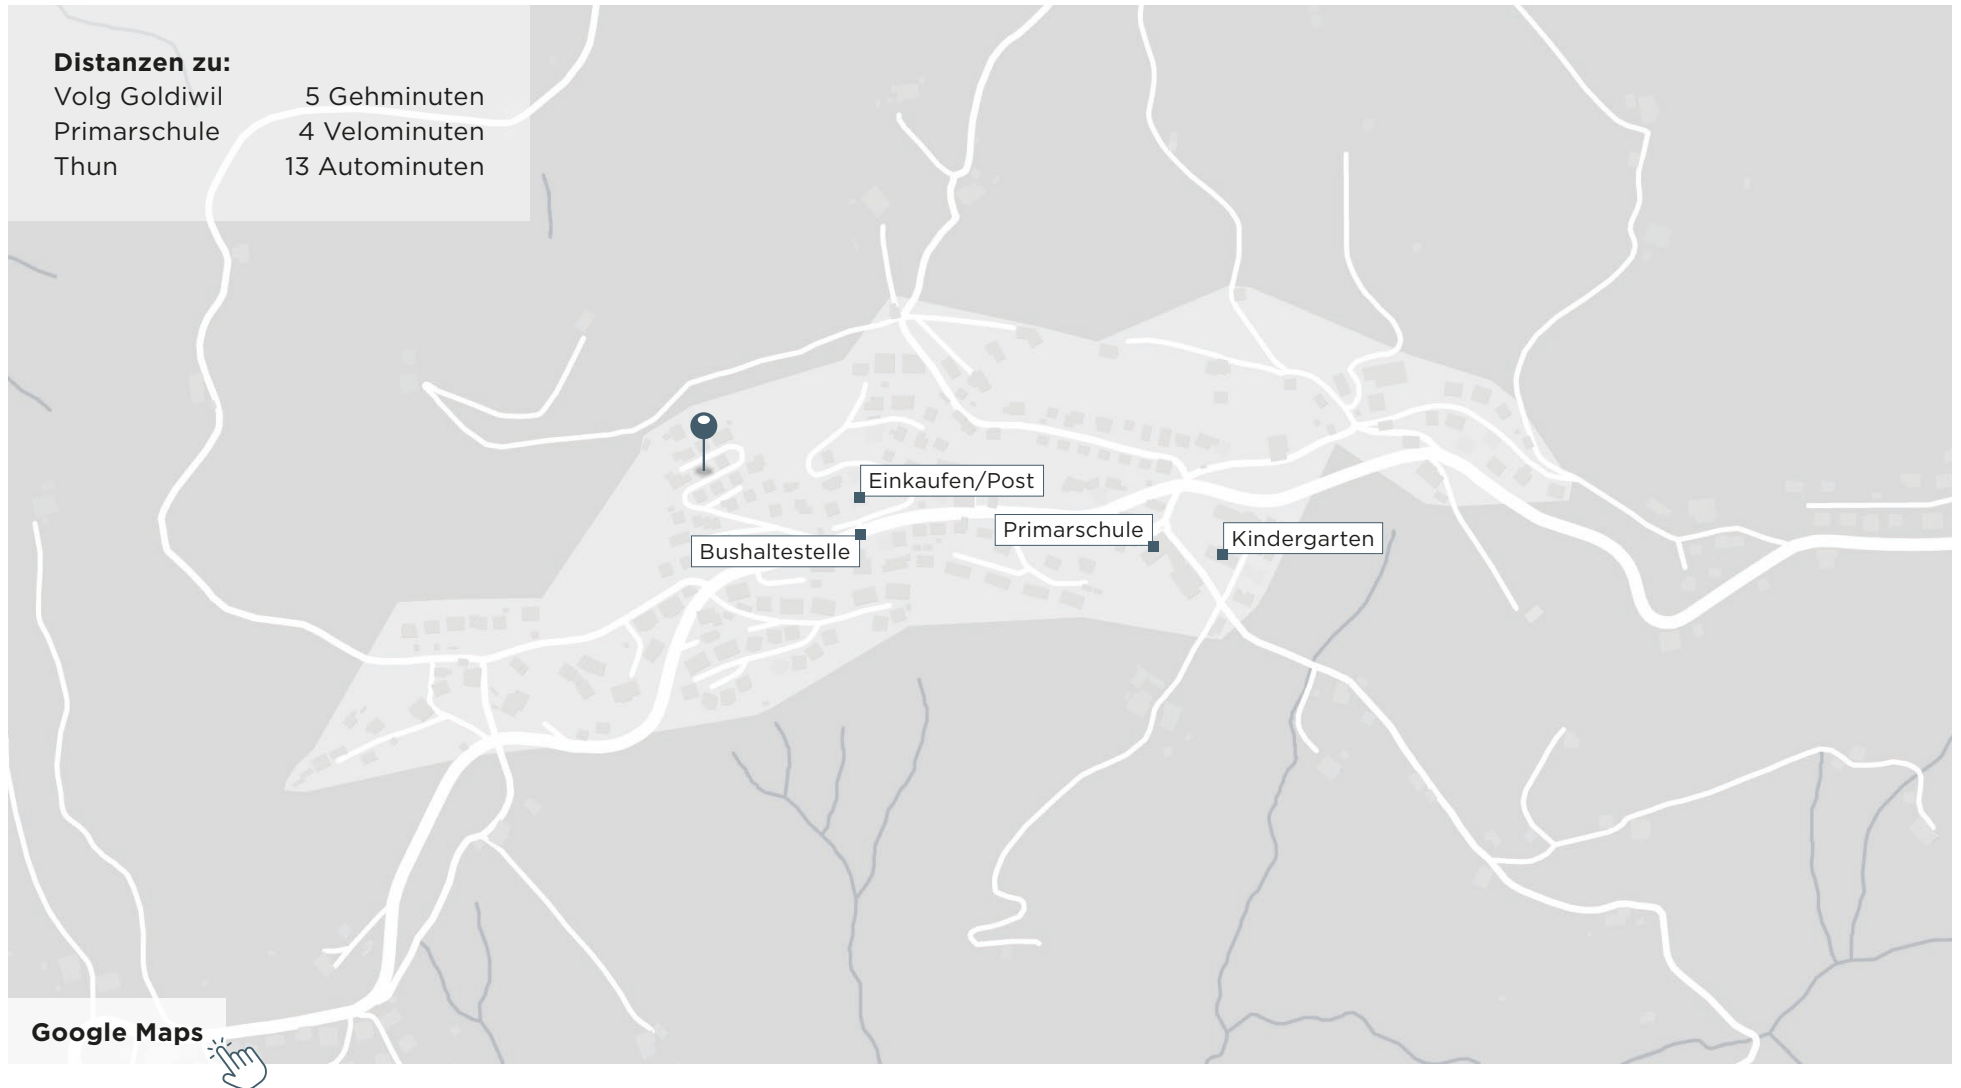 Distanzen zu:
Volg Goldiwil 5 Gehminuten
Primarschule 4 Velominuten
Thun 13 Autominuten
Einkaufen/Post
Primarschule
Kindergarten
Bushaltestelle
Google Maps